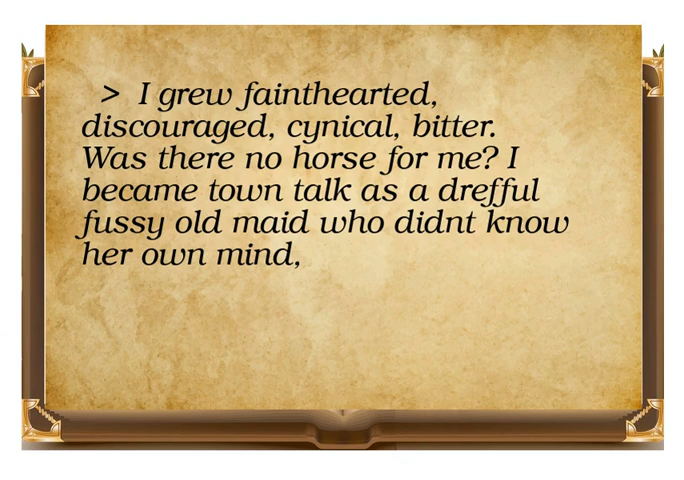 > I grew fainthearted,
discouraged, cynical, bitter.
Was there no horse for me? I
became town talk as a drefful
fussy old maid who didnt know
her own mind,